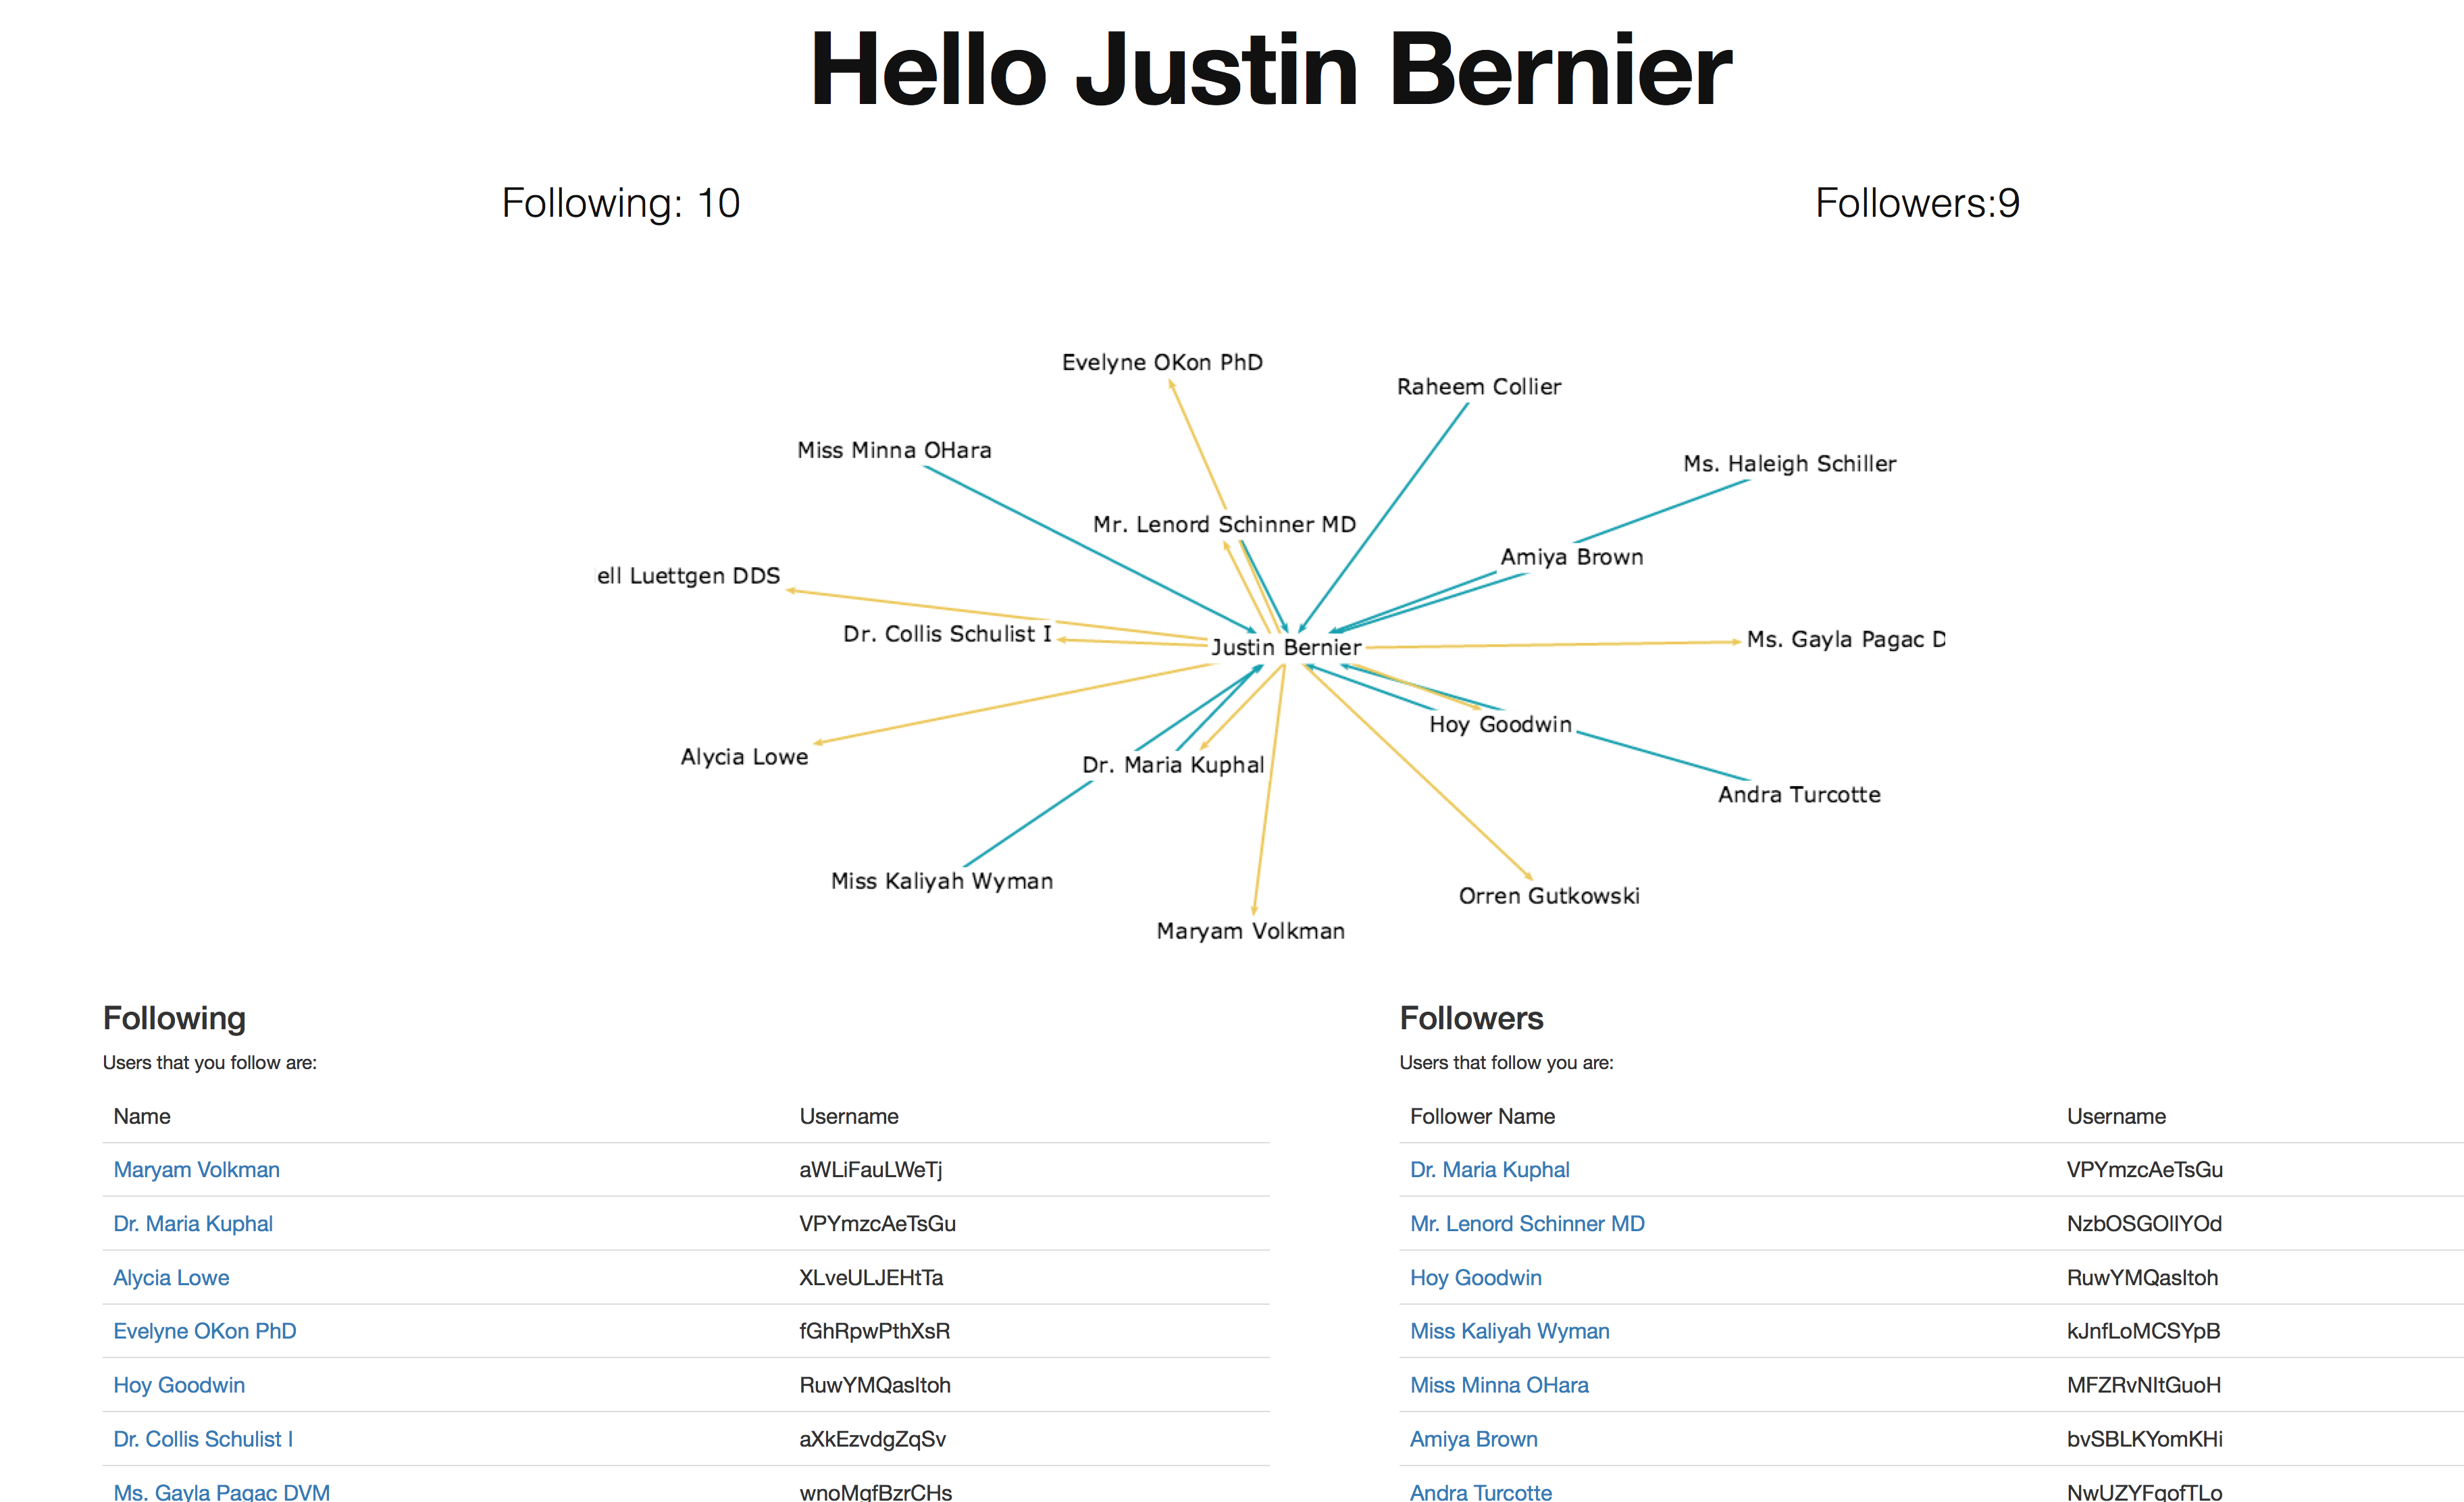 Hello Justin Bernier
Following: 10
Followers:9
Evelyne OKon PhD
Raheem Collier
Miss Minna OHara
Ms. Haleigh Schiller
Mr. Lenord Schinner MD
Amiya Brown
ell Luettgen DDS
Dr. Collis Schulist I
Justin Bernier
Ms. Gayla Pagac D
Hoy Goodwin
Alycia Lowe
Dr. Maria Kuphal
Andra Turcotte
Miss Kaliyah Wyman
Orren Gutkowski
Maryam Volkman
Following
Users that you follow are:
Name Username
Maryam Volkman aWLiFauLWeTj
Dr. Maria Kuphal VPYmzcAeTsGu
Alycia Lowe XLveULJEHtTa
Evelyne OKon PhD fGhRpwPthXsR
Hoy Goodwin RuwYMQasItoh
Dr. Collis Schulist I aXkEzvdgZqSv
Ms. Gayla Pagac DVM wnoMgfBzrCHs
Followers
Users that follow you are:
Follower Name Username
Dr. Maria Kuphal VPYmzcAeTsGu
Mr. Lenord Schinner MD NzbOSGOlIYOd
Hoy Goodwin RuwYMQasItoh
Miss Kaliyah Wyman kJnfLoMCSYpB
Miss Minna OHara MFZRvNItGuoH
Amiya Brown bvSBLKYomKHi
Andra Turcotte NwUZYFqofTLo